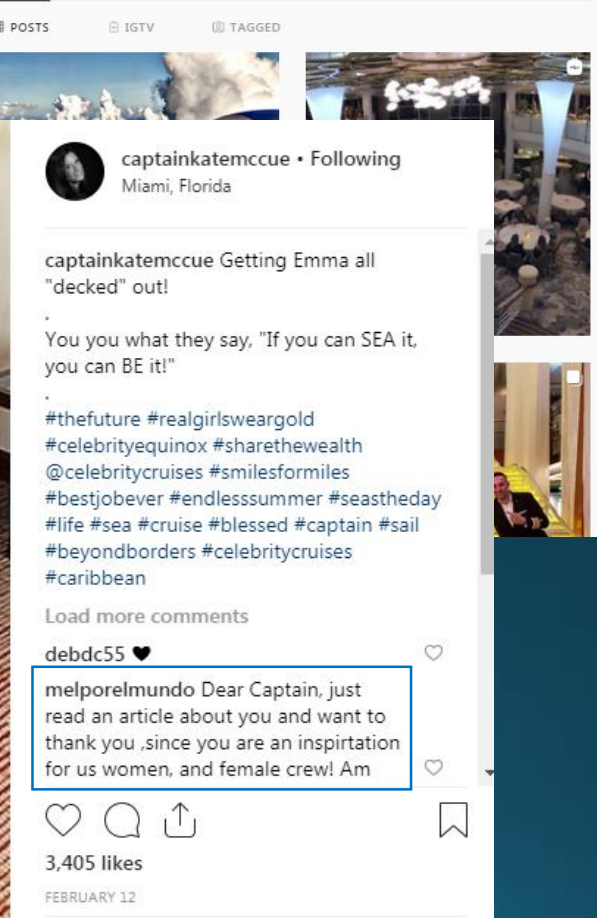 POSTS
IGTV
TAGGED
captainkatemccue • Following
Miami, Florida
captainkatemccue Getting Emma all
"decked" out!
.
You you what they say, "If you can SEA it,
you can BE it!"
.
#thefuture #realgirlsweargold
#celebrityequinox #sharethewealth
@celebritycruises #smilesformiles
#bestjobever #endlesssummer #seastheday
#life #sea #cruise #blessed #captain #sail
#beyondborders #celebritycruises
#caribbean
Load more comments
debdc55 🖤
melporelmundo Dear Captain, just
read an article about you and want to
thank you ,since you are an inspirtation
for us women, and female crew! Am
3,405 likes
FEBRUARY 12